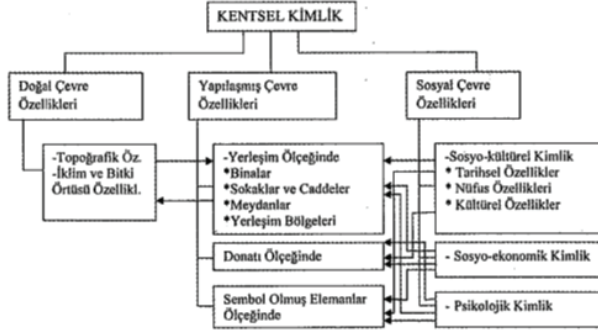 KENTSEL KİMLİK
Doğal Çevre
Özellikleri
Yapılaşmış Çevre
Özellikleri
Sosyal Çevre
Özellikleri
-Topoğrafik Öz.
-İklim ve Bitki
Örtüsü Özellikl.
-Yerleşim Ölçeğinde
*Binalar
*Sokaklar ve Caddeler
*Meydanlar
*Yerleşim Bölgeleri
-Sosyo-kültürel Kimlik
* Tarihsel Özellikler
* Nüfus Özellikleri
* Kültürel Özellikler
Donatı Ölçeğinde
- Sosyo-ekonomik Kimlik
Sembol Olmuş Elemanlar
Ölçeğinde
- Psikolojik Kimlik